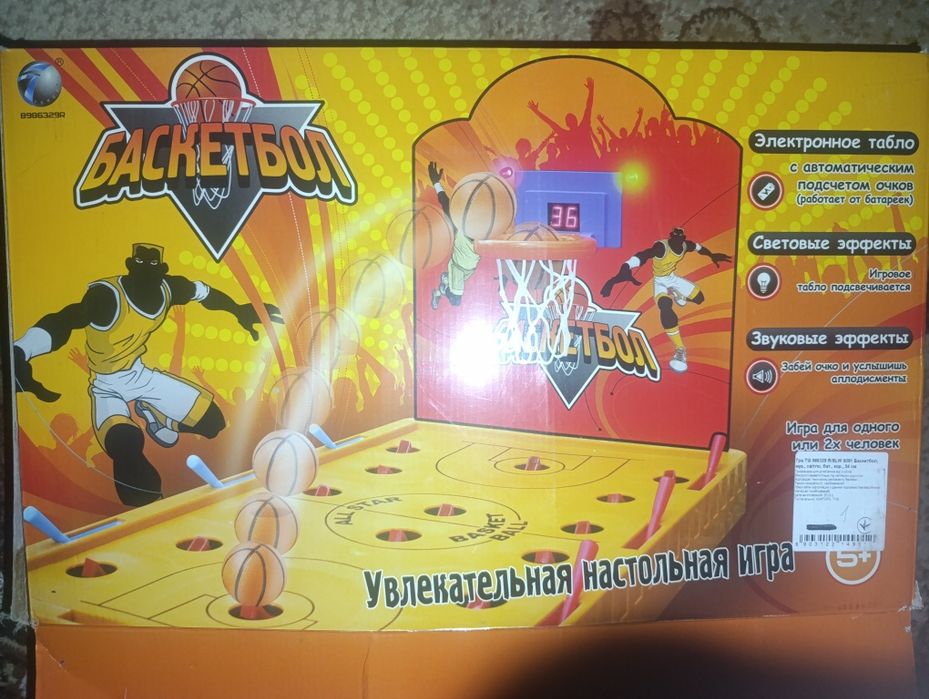 ®
8986329R
БАСКЕТБОЛ
Электронное табло
с автоматическим
подсчетом очков
(работает от батареек)
36
Световые эффекты
Игровое
табло подсвечивается
БАСКЕТБОЛ
Звуковые эффекты
Забей очко и услышишь
аплодисменты
Игра для одного
или 2х человек
ALL STAR
BASKET
BALL
Увлекательная настольная игра
1
5+